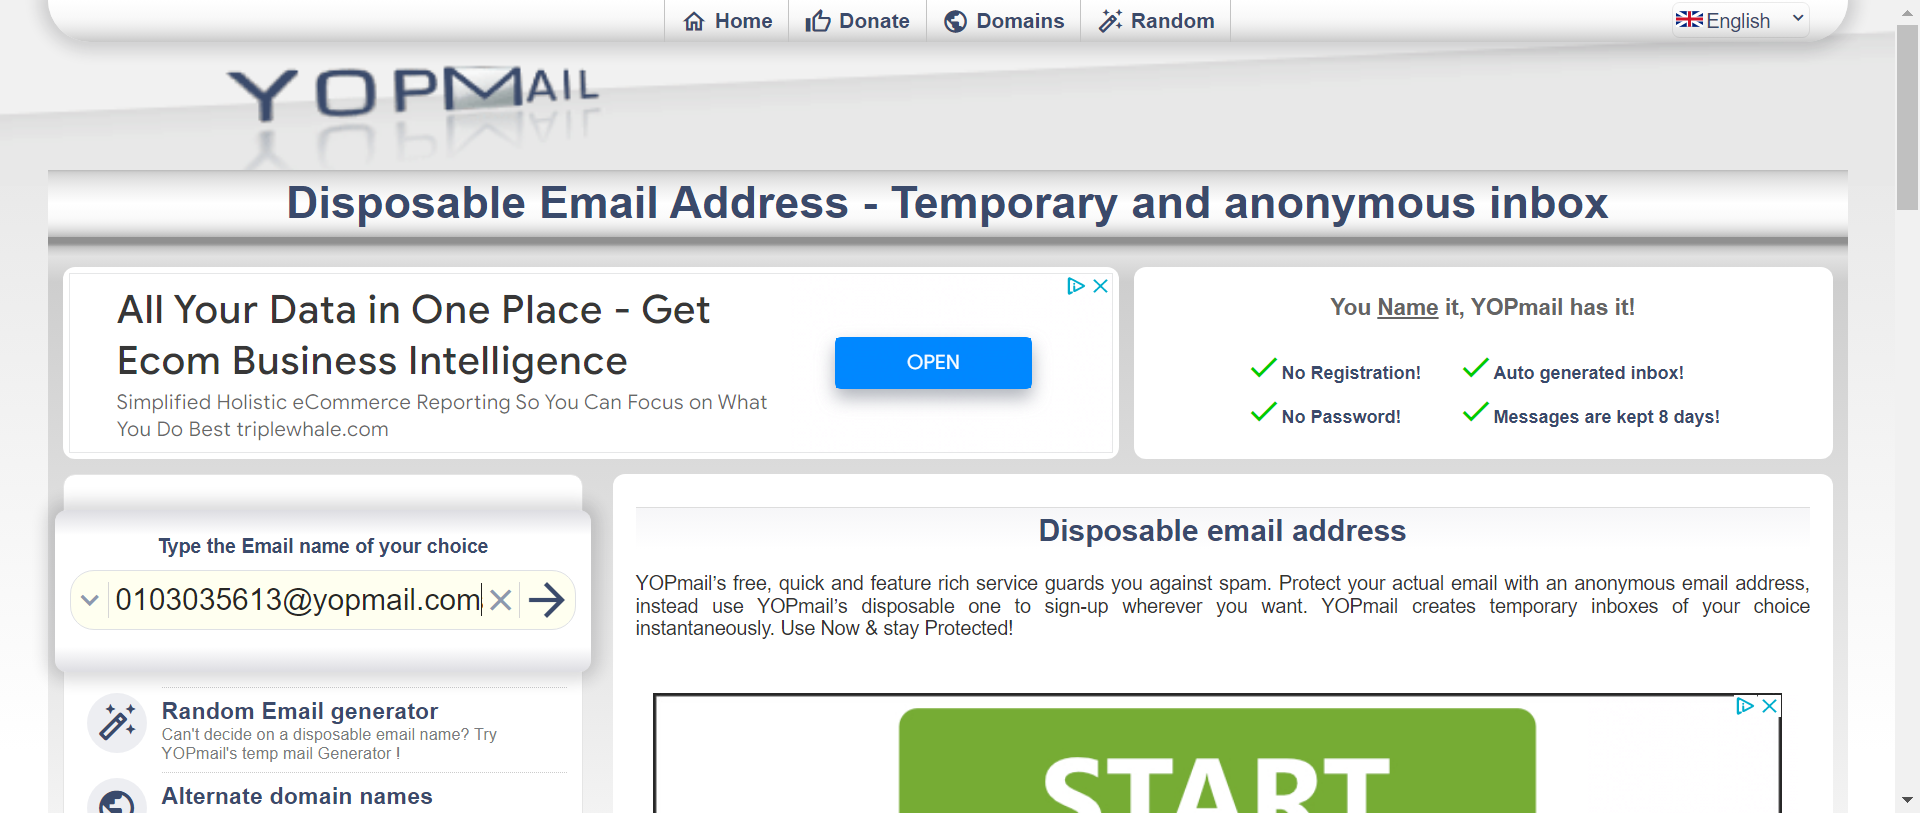 Home
Donate
Domains
Random
English
YOPMAIL
Disposable Email Address - Temporary and anonymous inbox
All Your Data in One Place - Get
Ecom Business Intelligence
Simplified Holistic eCommerce Reporting So You Can Focus on What
You Do Best triplewhale.com
OPEN
You Name it, YOPmail has it!
No Registration!
Auto generated inbox!
No Password!
Messages are kept 8 days!
Type the Email name of your choice
0103035613@yopmail.com
Random Email generator
Can't decide on a disposable email name? Try
YOPmail's temp mail Generator !
Alternate domain names
Disposable email address
YOPmail’s free, quick and feature rich service guards you against spam. Protect your actual email with an anonymous email address,
instead use YOPmail’s disposable one to sign-up wherever you want. YOPmail creates temporary inboxes of your choice
instantaneously. Use Now & stay Protected!
START